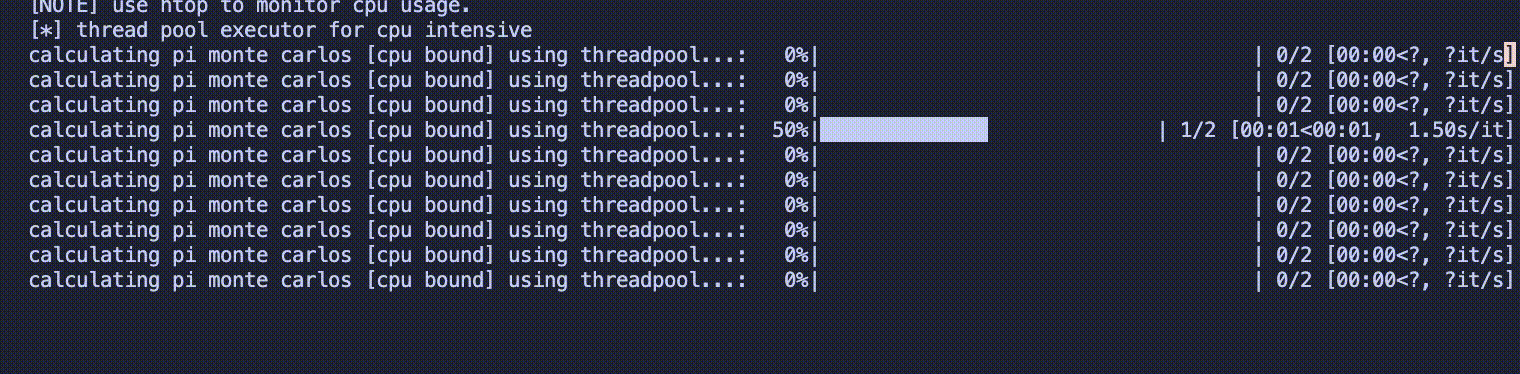 [NOTE] use htop to monitor cpu usage.
[*] thread pool executor for cpu intensive
calculating pi monte carlos [cpu bound] using threadpool...:   0%|                              | 0/2 [00:00<?, ?it/s]
calculating pi monte carlos [cpu bound] using threadpool...:   0%|                              | 0/2 [00:00<?, ?it/s]
calculating pi monte carlos [cpu bound] using threadpool...:   0%|                              | 0/2 [00:00<?, ?it/s]
calculating pi monte carlos [cpu bound] using threadpool...:  50%|██████████████              | 1/2 [00:01<00:01,  1.50s/it]
calculating pi monte carlos [cpu bound] using threadpool...:   0%|                              | 0/2 [00:00<?, ?it/s]
calculating pi monte carlos [cpu bound] using threadpool...:   0%|                              | 0/2 [00:00<?, ?it/s]
calculating pi monte carlos [cpu bound] using threadpool...:   0%|                              | 0/2 [00:00<?, ?it/s]
calculating pi monte carlos [cpu bound] using threadpool...:   0%|                              | 0/2 [00:00<?, ?it/s]
calculating pi monte carlos [cpu bound] using threadpool...:   0%|                              | 0/2 [00:00<?, ?it/s]
calculating pi monte carlos [cpu bound] using threadpool...:   0%|                              | 0/2 [00:00<?, ?it/s]